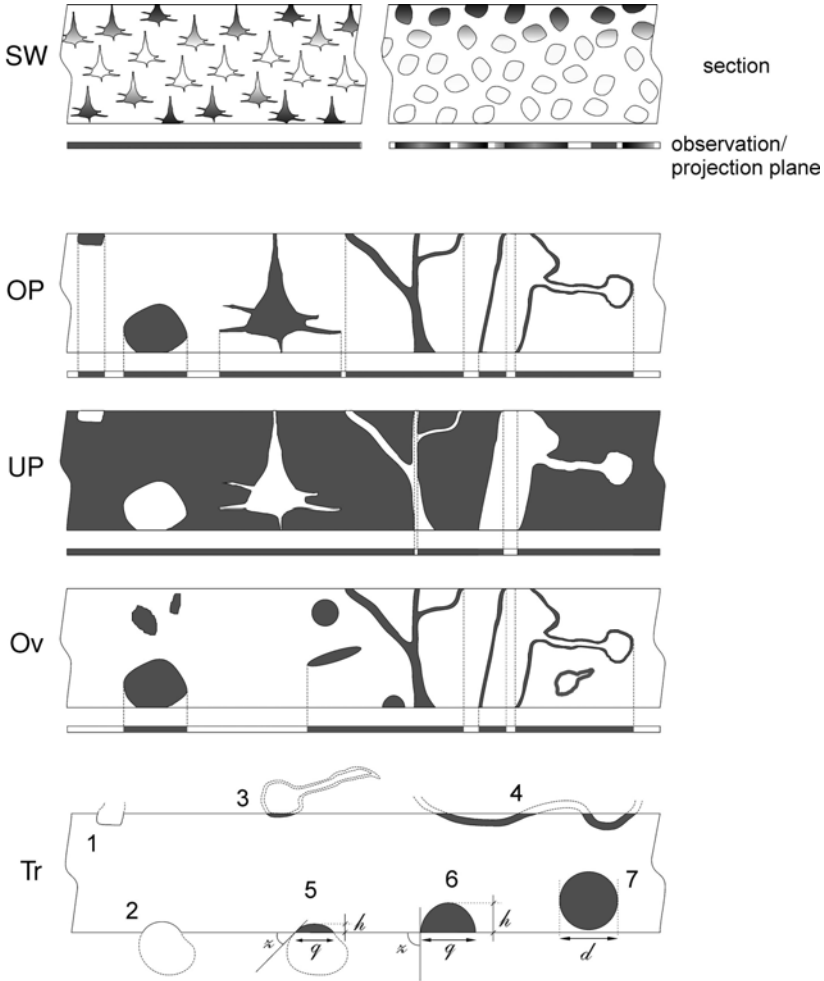 SW
section
observation/
projection plane
OP
UP
Ov
Tr
1
2
3
4
5
6
7
z
q
h
z
q
h
d